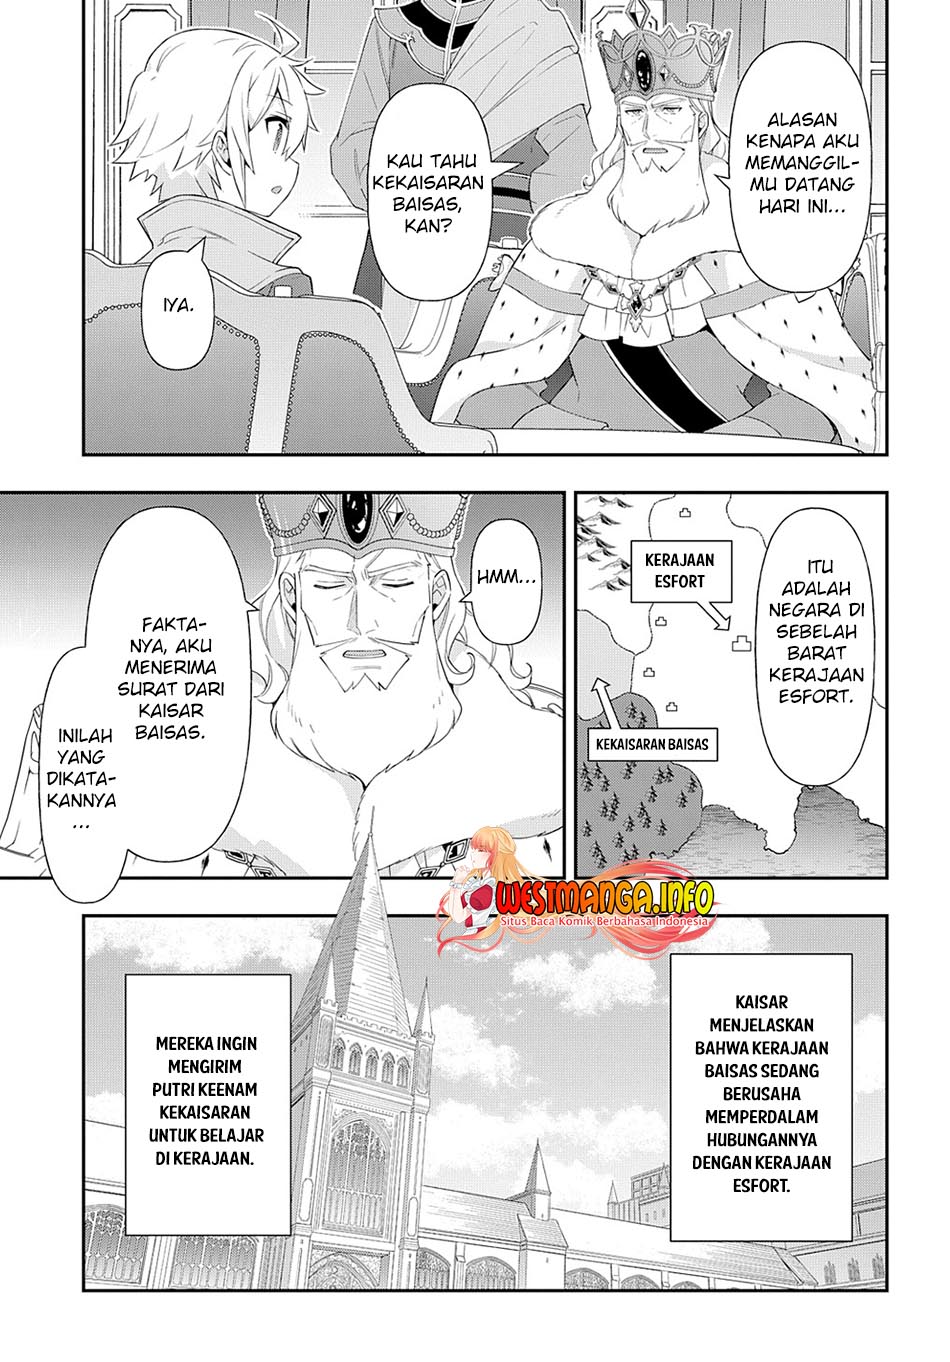 ALASAN
KENAPA AKU
MEMANGGIL-
MU DATANG
HARI INI...
KAU TAHU
KEKAISARAN
BAISAS,
KAN?
IYA.
ITU
ADALAH
NEGARA DI
SEBELAH
BARAT
KERAJAAN
ESFORT.
KERAJAAN
ESFORT
KEKAISARAN BAISAS
HMM...
FAKTA-
NYA, AKU
MENERIMA
SURAT DARI
KAISAR
BAISAS.
INILAH
YANG
DIKATA-
KANNYA
...
WESTMANGA.INFO
Situs Baca Komik Berbahasa Indonesia
KAISAR
MENJELASKAN
BAHWA KERAJAAN
BAISAS SEDANG
BERUSAHA
MEMPERDALAM
HUBUNGANNYA
DENGAN KERAJAAN
ESFORT.
MEREKA INGIN
MENGIRIM
PUTRI KEENAM
KEKAISARAN
UNTUK BELAJAR
DI KERAJAAN.